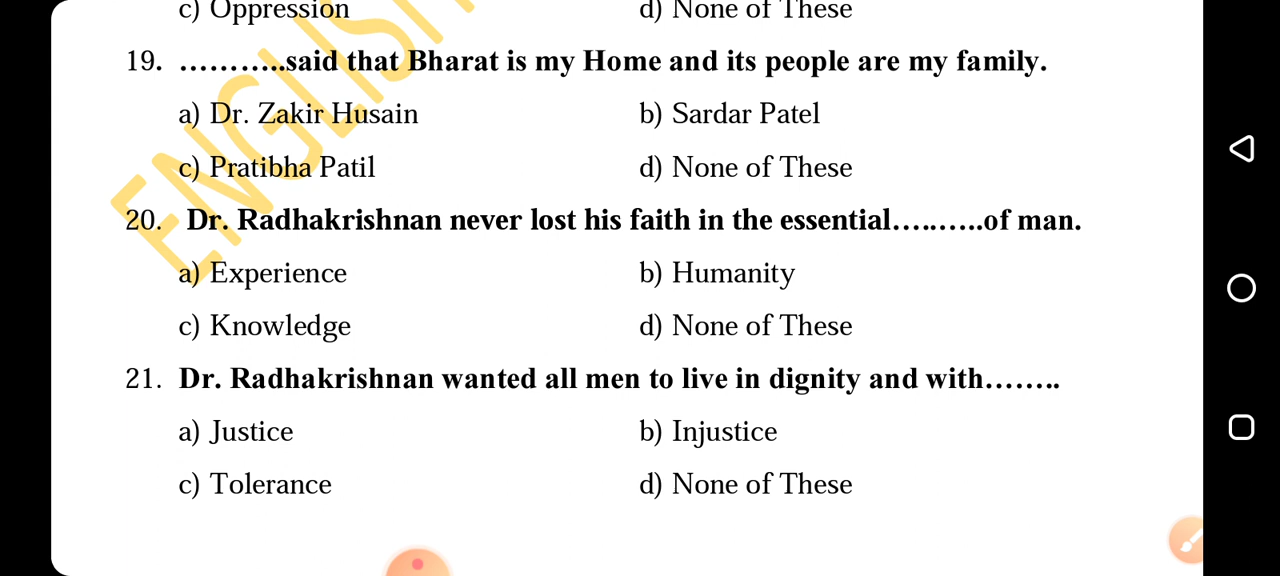 c) Oppression d) None of These
19. ………..said that Bharat is my Home and its people are my family.
a) Dr. Zakir Husain b) Sardar Patel
c) Pratibha Patil d) None of These
20. Dr. Radhakrishnan never lost his faith in the essential……….of man.
a) Experience b) Humanity
c) Knowledge d) None of These
21. Dr. Radhakrishnan wanted all men to live in dignity and with……..
a) Justice b) Injustice
c) Tolerance d) None of These
ENGLISH